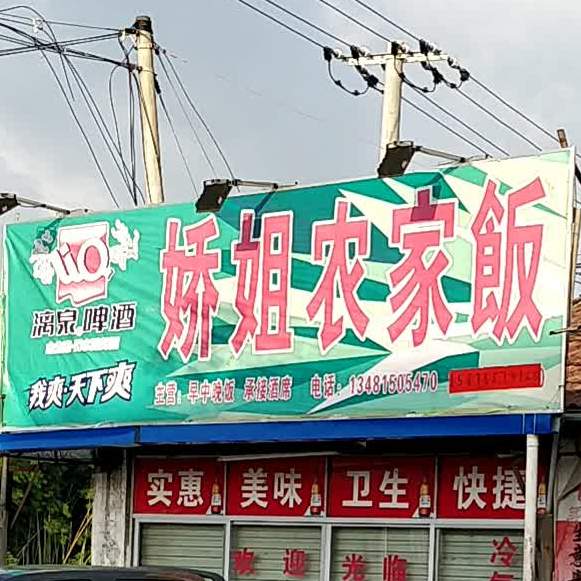 娇姐农家飯
漓泉啤酒
我爽·天下爽
主营：早中晚饭 承接酒席 电话：13481505470
实惠 美味 卫生 快捷
欢迎光临
冷